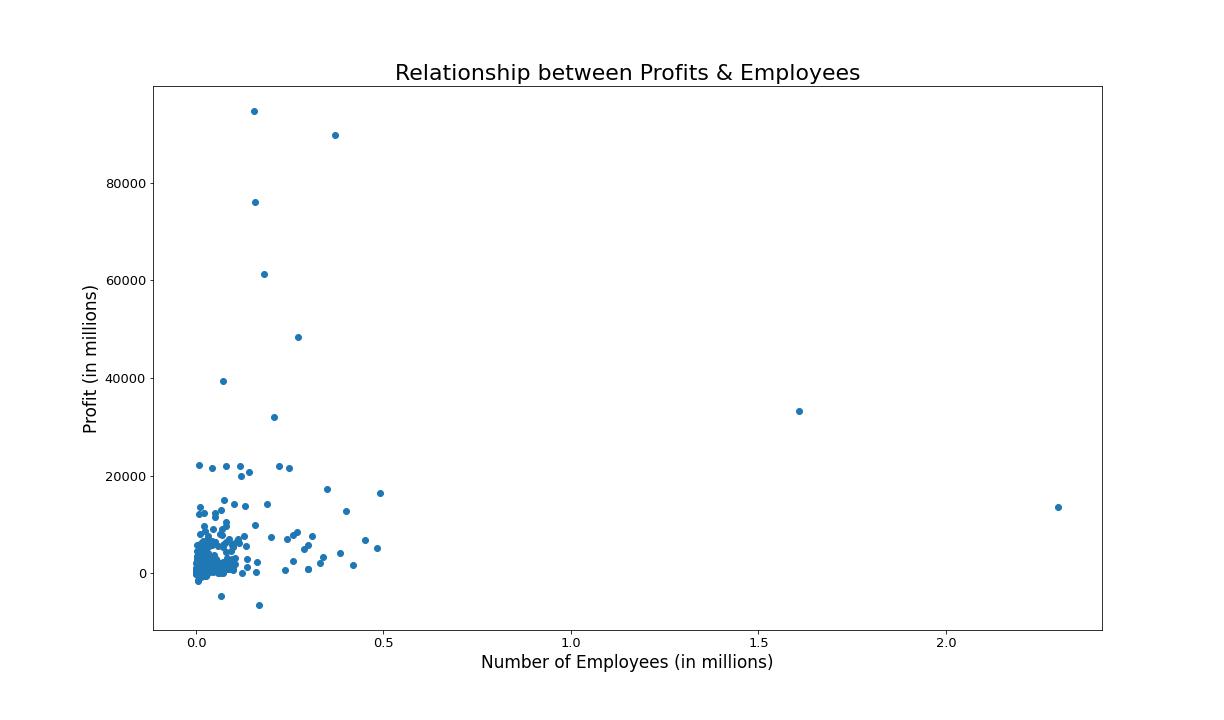 Relationship between Profits & Employees
Profit (in millions)
80000
60000
40000
20000
0
0.0 0.5 1.0 1.5 2.0
Number of Employees (in millions)